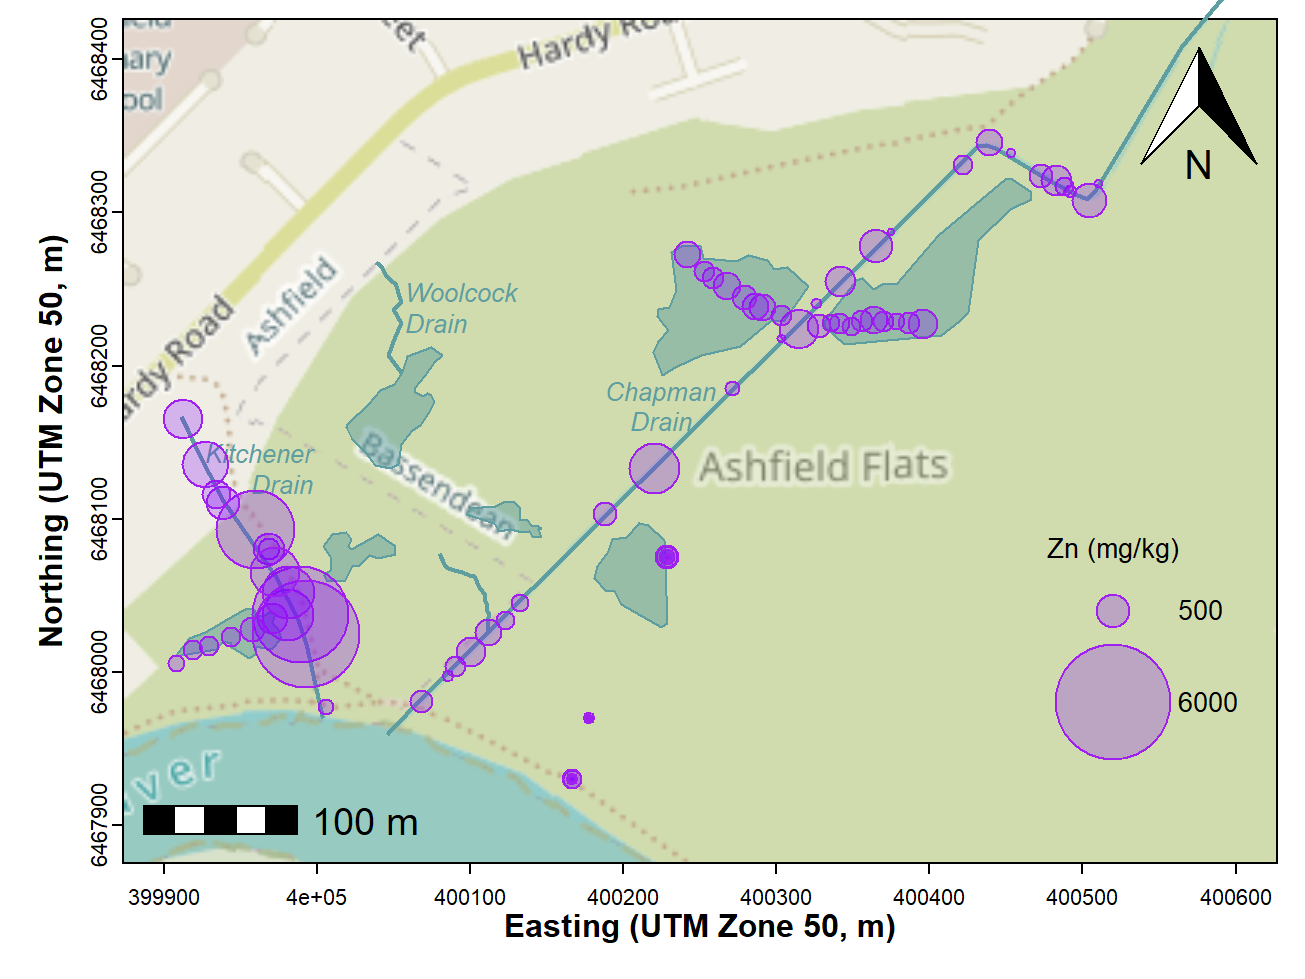 ary
ool
eet
Hardy Ro
6468400
6468300
6468200
6468100
6468000
6467900
Northing (UTM Zone 50, m)
N
Ashfield
ardy Road
Woolcock
Drain
Chapman
Drain
Kitchener
Drain
Bassendean
Ashfield Flats
Zn (mg/kg)
500
6000
ver
100 m
399900
4e+05
400100
400200
400300
400400
400500
400600
Easting (UTM Zone 50, m)